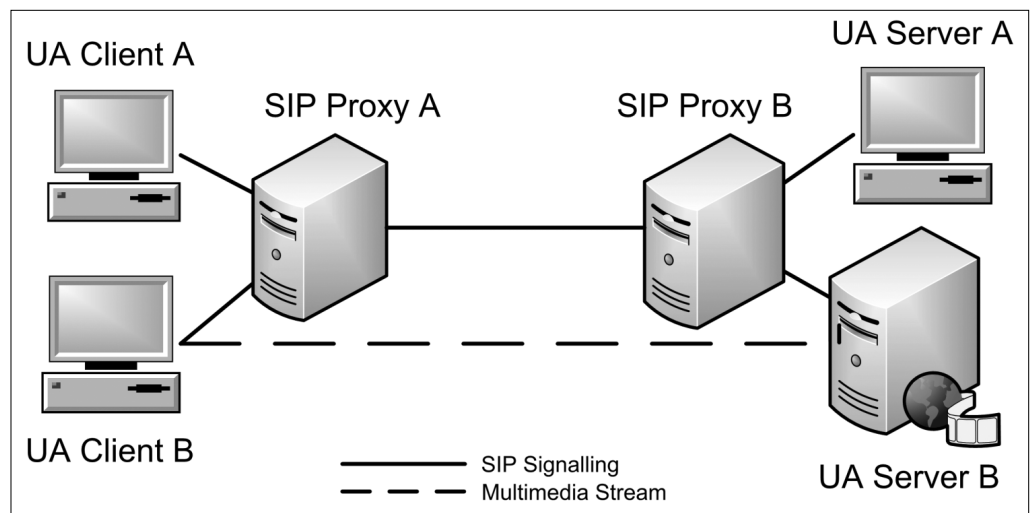 UA Client A
SIP Proxy A
SIP Proxy B
UA Server A
UA Client B
UA Server B
SIP Signalling
Multimedia Stream